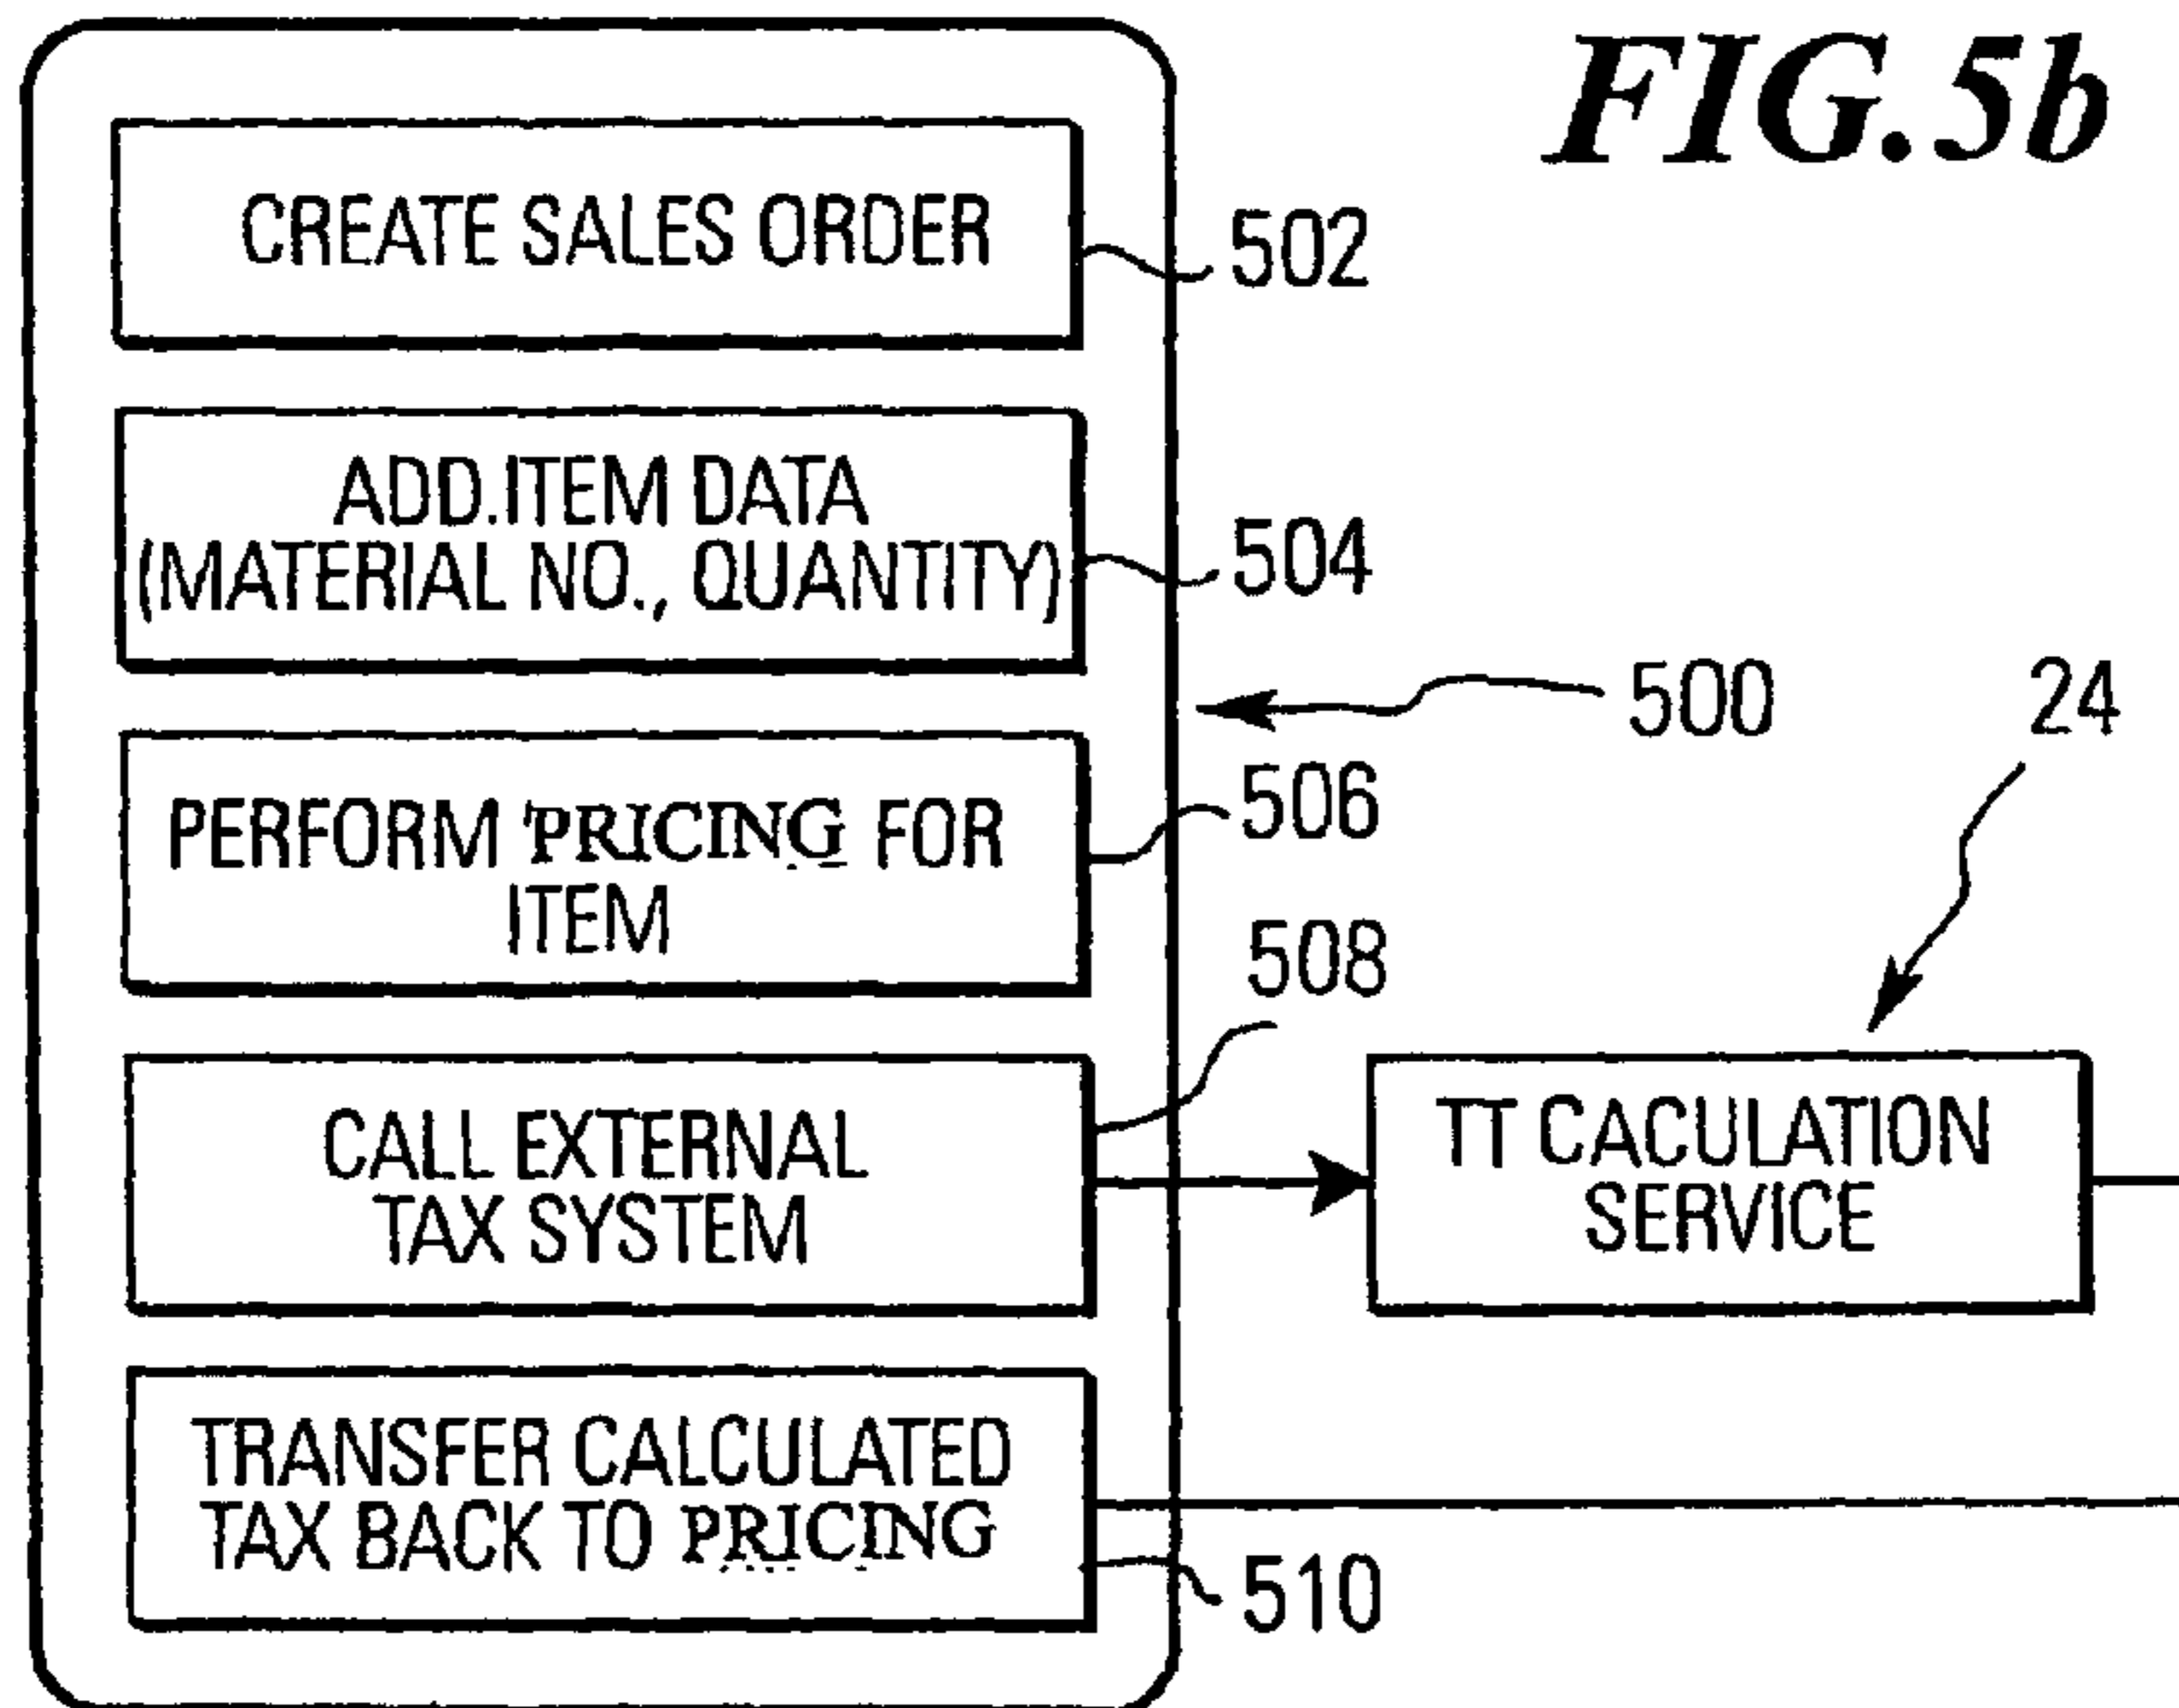 FIG.5b
CREATE SALES ORDER
502
ADD.ITEM DATA
(MATERIAL NO., QUANTITY)
504
500
24
PERFORM PRICING FOR
ITEM
506
508
CALL EXTERNAL
TAX SYSTEM
TT CACULATION
SERVICE
TRANSFER CALCULATED
TAX BACK TO PRICING
510